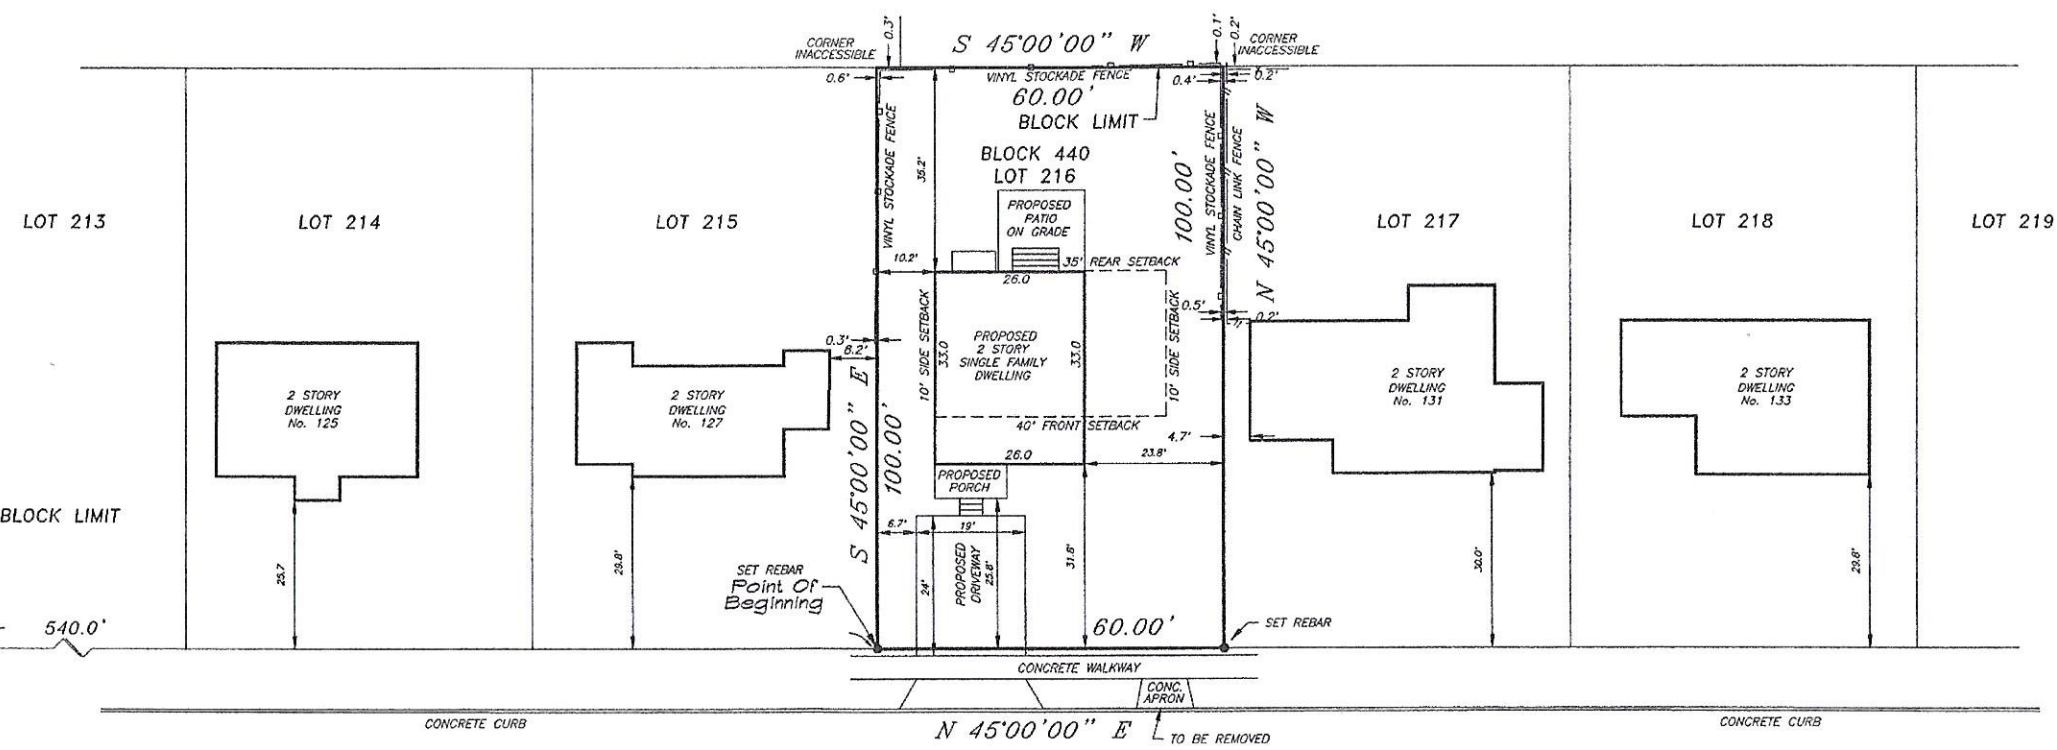 CORNER
INACCESSIBLE
0.3'
S 45°00'00" W
0.1'
0.2'
CORNER
INACCESSIBLE
0.6'
VINYL STOCKADE FENCE
0.4'
0.2'
60.00'
BLOCK LIMIT
VINYL STOCKADE FENCE
35.2'
BLOCK 440
LOT 216
100.00'
VINYL STOCKADE FENCE
CHAIN LINK FENCE
N 45°00'00" W
LOT 213
LOT 214
LOT 215
PROPOSED
PATIO
ON GRADE
LOT 217
LOT 218
LOT 219
10.2'
35' REAR SETBACK
26.0
10' SIDE SETBACK
33.0
PROPOSED
2 STORY
SINGLE FAMILY
DWELLING
33.0
10' SIDE SETBACK
0.5'
0.2'
0.3'
8.2'
2 STORY
DWELLING
No. 125
2 STORY
DWELLING
No. 127
2 STORY
DWELLING
No. 131
2 STORY
DWELLING
No. 133
S 45°00'00" E
100.00'
40' FRONT SETBACK
4.7'
26.0
23.8'
PROPOSED
PORCH
BLOCK LIMIT
6.7'
19'
25.7
29.8'
SET REBAR
Point Of
Beginning
24'
PROPOSED
DRIVEWAY
25.8'
31.8'
30.0'
29.8'
540.0'
60.00'
SET REBAR
CONCRETE WALKWAY
CONC.
APRON
CONCRETE CURB
N 45°00'00" E
TO BE REMOVED
CONCRETE CURB